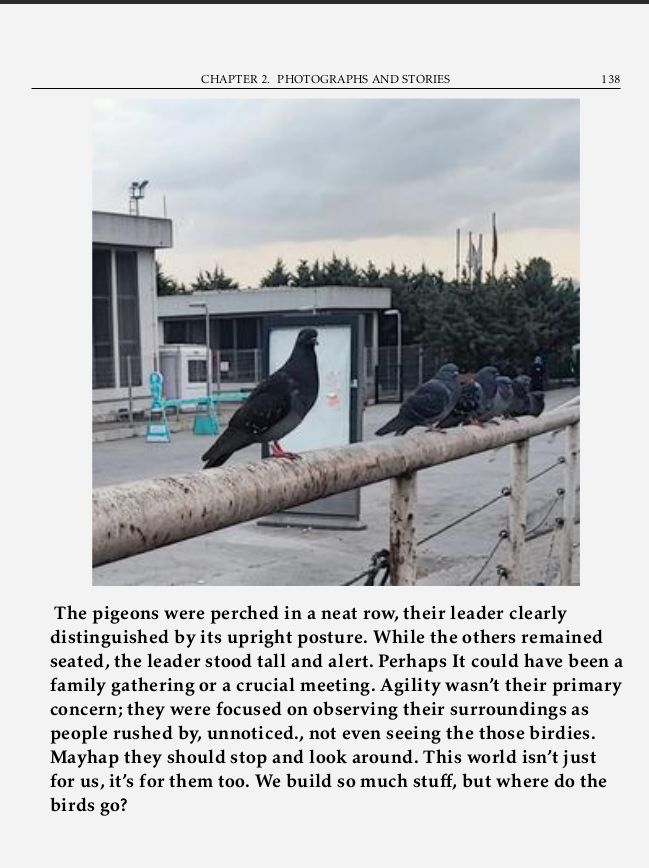 CHAPTER 2. PHOTOGRAPHS AND STORIES 138
The pigeons were perched in a neat row, their leader clearly
distinguished by its upright posture. While the others remained
seated, the leader stood tall and alert. Perhaps It could have been a
family gathering or a crucial meeting. Agility wasn't their primary
concern; they were focused on observing their surroundings as
people rushed by, unnoticed., not even seeing the those birdies.
Mayhap they should stop and look around. This world isn't just
for us, it's for them too. We build so much stuff, but where do the
birds go?